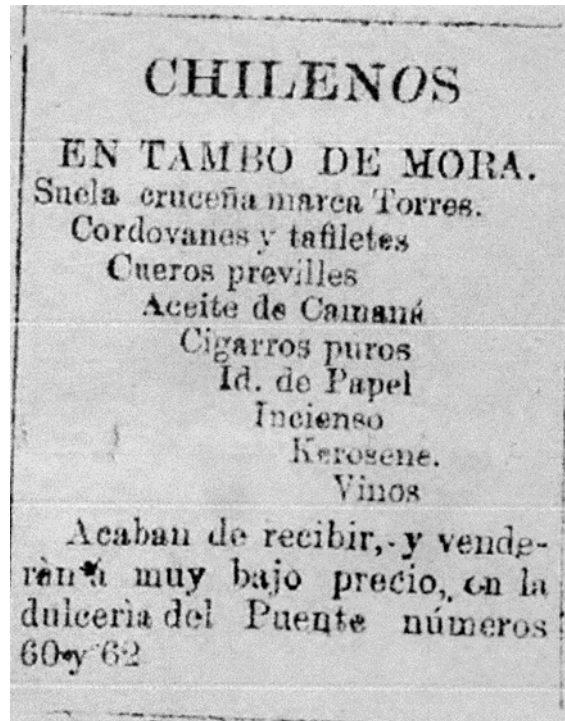 CHILENOS
EN TAMBO DE MORA.
Suela cruceña marca Torres.
Cordovanes y tafiletes
Cueros previlles
Aceite de Camaná
Cigarros puros
Id. de Papel
Incienso
Kerosene.
Vinos
Acaban de recibir, y vende-
rán á muy bajo precio, en la
dulcerìa del Puente números
60 y 62